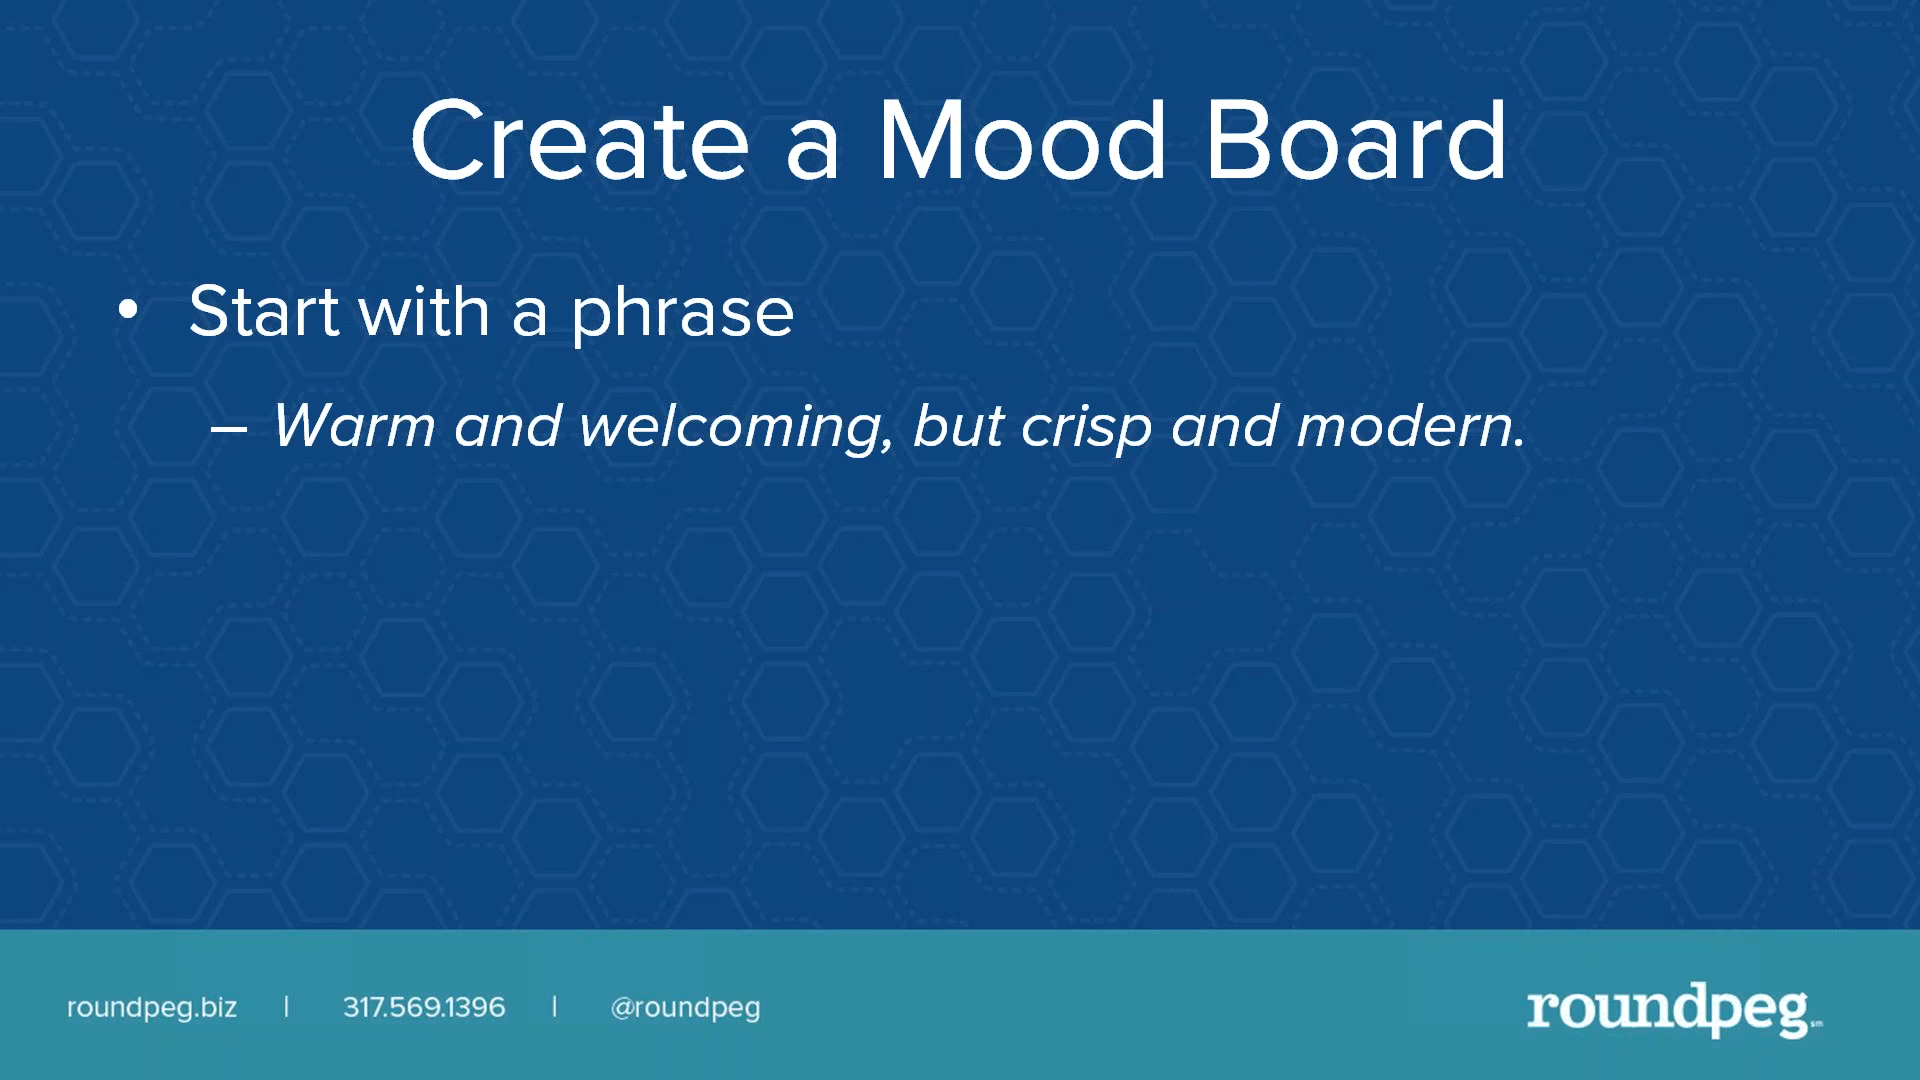 Create a Mood Board
• Start with a phrase
– Warm and welcoming, but crisp and modern.
roundpeg.biz | 317.569.1396 | @roundpeg
roundpeg℠